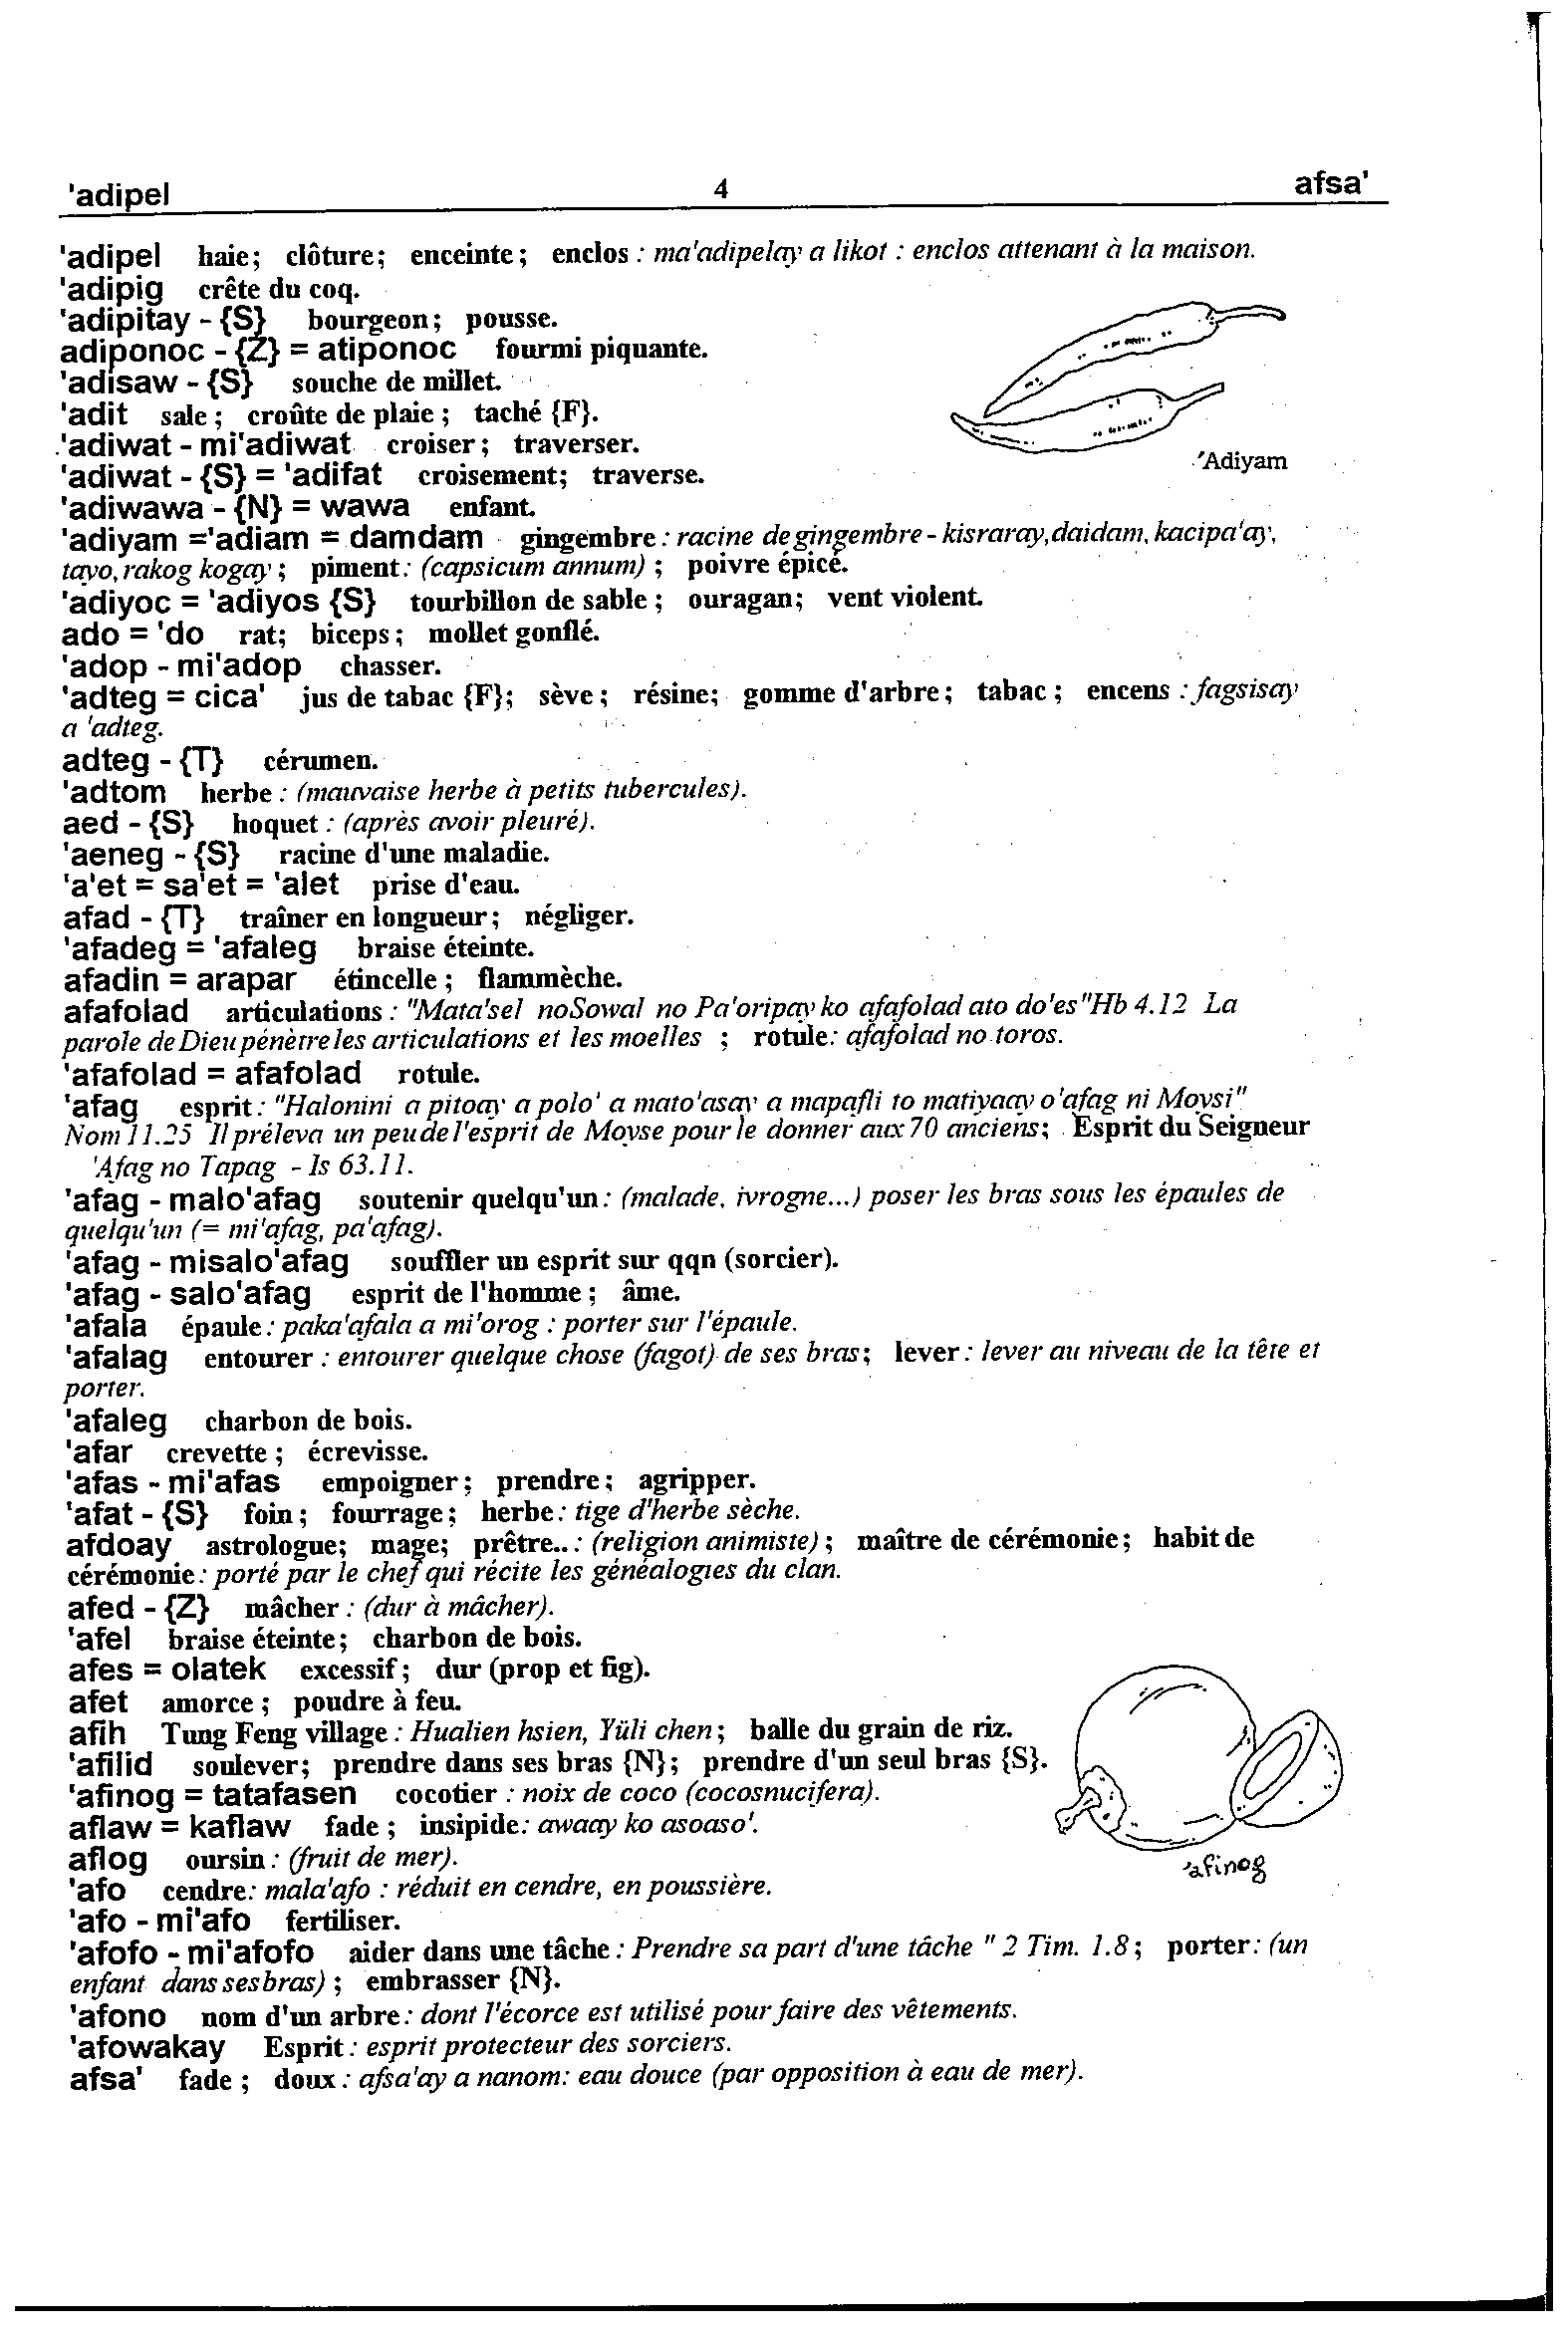 'adipel 4 afsa'
'adipel haie; clôture; enceinte; enclos : ma'adipelay a likot : enclos attenant à la maison.
'adipig crête du coq.
'adipitay - {S} bourgeon; pousse.
adiponoc - {Z} = atiponoc fourmi piquante.
'adisaw - {S} souche de millet.
'adit sale ; croûte de plaie ; taché {F}.
'adiwat - mi'adiwat croiser ; traverser.
'adiwat - {S} = 'adifat croisement; traverse.
'Adiyam
'adiwawa - {N} = wawa enfant.
'adiyam ='adiam = damdam gingembre : racine de gingembre - kisraray, daidam, kacipa'ay,
tayo, rakog kogay ; piment : (capsicum annum) ; poivre épicé.
'adiyoc = 'adiyos {S} tourbillon de sable ; ouragan; vent violent.
ado = 'do rat; biceps ; mollet gonflé.
'adop - mi'adop chasser.
'adteg = cica' jus de tabac {F}; sève ; résine; gomme d'arbre ; tabac ; encens : fagsisay
a 'adteg.
adteg - {T} cérumen.
'adtom herbe : (mauvaise herbe à petits tubercules).
aed - {S} hoquet : (après avoir pleuré).
'aeneg - {S} racine d'une maladie.
'a'et = sa'et = 'alet prise d'eau.
afad - {T} traîner en longueur ; négliger.
'afadeg = 'afaleg braise éteinte.
afadin = arapar étincelle ; flammèche.
afafolad articulations : "Mata'sel noSowal no Pa'oripay ko afafolad ato do'es"Hb 4.12 La
parole de Dieu pénètre les articulations et les moelles ; rotule: afafolad no toros.
'afafolad = afafolad rotule.
'afag esprit : "Halonini a pitoay a polo' a mato'asay a mapafli to matiyaay o 'afag ni Moysi"
Nom 11.25 Il préleva un peu de l'esprit de Moyse pour le donner aux 70 anciens; Esprit du Seigneur
'Afag no Tapag - Is 63.11.
'afag - malo'afag soutenir quelqu'un : (malade, ivrogne...) poser les bras sous les épaules de
quelqu'un (= mi'afag, pa'afag).
'afag - misalo'afag souffler un esprit sur qqn (sorcier).
'afag - salo'afag esprit de l'homme ; âme.
'afala épaule : paka'afala a mi'orog : porter sur l'épaule.
'afalag entourer : entourer quelque chose (fagot) de ses bras; lever : lever au niveau de la tête et
porter.
'afaleg charbon de bois.
'afar crevette ; écrevisse.
'afas - mi'afas empoigner ; prendre ; agripper.
'afat - {S} foin ; fourrage ; herbe : tige d'herbe sèche.
afdoay astrologue; mage; prêtre.. : (religion animiste) ; maître de cérémonie ; habit de
cérémonie : porté par le chef qui récite les généalogies du clan.
afed - {Z} mâcher : (dur à mâcher).
'afel braise éteinte ; charbon de bois.
afes = olatek excessif ; dur (prop et fig).
afet amorce ; poudre à feu.
afih Tung Feng village : Hualien hsien, Yüli chen ; balle du grain de riz.
'afilid soulever; prendre dans ses bras {N}; prendre d'un seul bras {S}.
'afinog = tatafasen cocotier : noix de coco (cocosnucifera).
aflaw = kaflaw fade ; insipide: awaay ko asoaso'.
aflog oursin : (fruit de mer).
'afinog
'afo cendre: mala'afo : réduit en cendre, en poussière.
'afo - mi'afo fertiliser.
'afofo - mi'afofo aider dans une tâche : Prendre sa part d'une tâche " 2 Tim. 1.8 ; porter : (un
enfant dans ses bras) ; embrasser {N}.
'afono nom d'un arbre : dont l'écorce est utilisé pour faire des vêtements.
'afowakay Esprit : esprit protecteur des sorciers.
afsa' fade ; doux : afsa'ay a nanom: eau douce (par opposition à eau de mer).